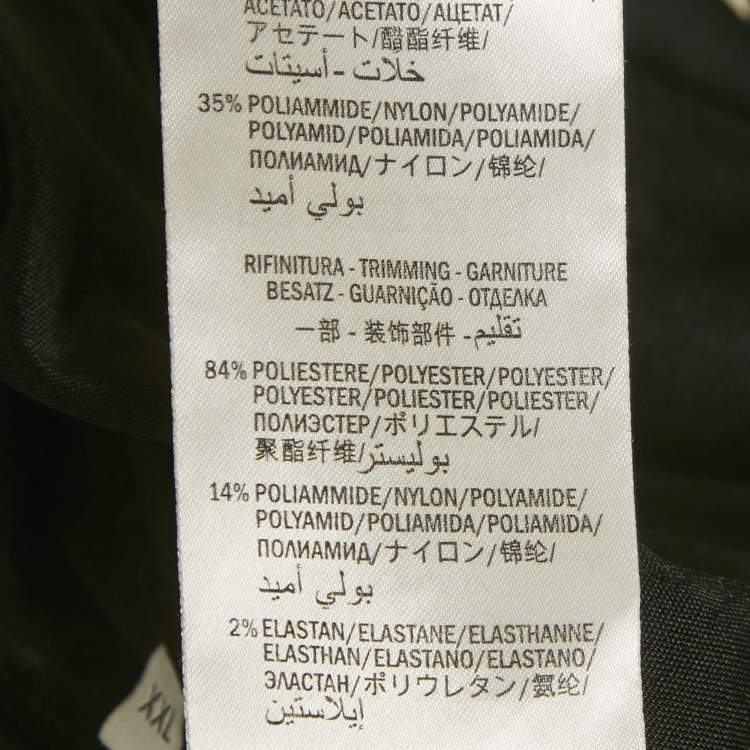 ACETATO/ACETATO/АЦЕТАТ/
アセテート/醋酯纤维/
خلات - أسيتات
35% POLIAMMIDE/NYLON/POLYAMIDE/
POLYAMID/POLIAMIDA/POLIAMIDA/
ПОЛИАМИД/ナイロン/锦纶/
بولي أميد
RIFINITURA - TRIMMING - GARNITURE
BESATZ - GUARNIÇÃO - ОТДЕЛКА
一部 - 装饰部件 - تقليم
84% POLIESTERE/POLYESTER/POLYESTER/
POLYESTER/POLIESTER/POLIESTER/
ПОЛИЭСТЕР/ポリエステル/
聚酯纤维/بوليستر
14% POLIAMMIDE/NYLON/POLYAMIDE/
POLYAMID/POLIAMIDA/POLIAMIDA/
ПОЛИАМИД/ナイロン/锦纶/
بولي أميد
2% ELASTAN/ELASTANE/ELASTHANNE/
ELASTHAN/ELASTANO/ELASTANO/
ЭЛАСТАН/ポリウレタン/氨纶/
إيلاستين
XXL